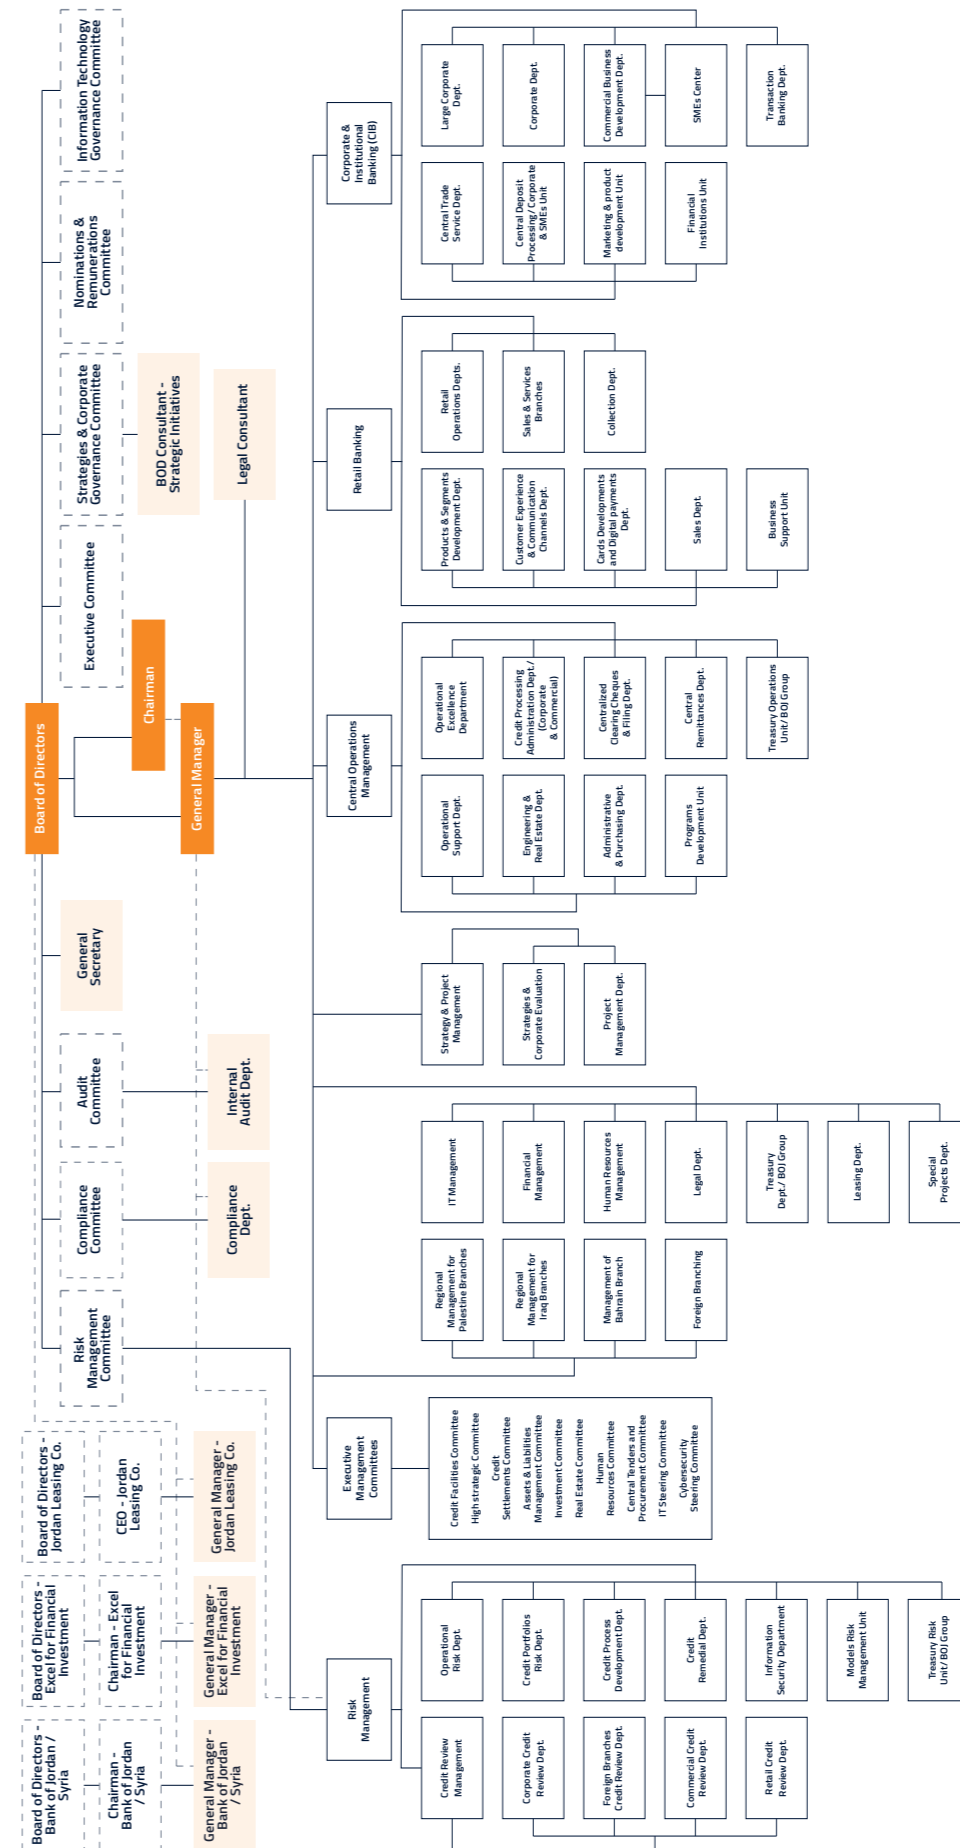 Board of Directors -
Bank of Jordan /
Syria
Board of Directors -
Excel for Financial
Investment
Board of Directors -
Jordan Leasing Co.
Board of Directors
Chairman -
Bank of Jordan
/ Syria
Chairman - Excel
for Financial
Investment
CEO - Jordan
Leasing Co.
Risk
Management
Committee
Compliance
Committee
Audit
Committee
General
Secretary
Executive Committee
Strategies & Corporate
Governance Committee
Nominations &
Remunerations
Committee
Information Technology
Governance Committee
Chairman
BOD Consultant -
Strategic Initiatives
General Manager -
Bank of Jordan
/ Syria
General Manager -
Excel for Financial
Investment
General Manager -
Jordan Leasing Co.
Compliance
Dept.
Internal
Audit Dept.
General Manager
Legal Consultant
Risk
Management
Executive
Management
Committees
Central Operations
Management
Retail Banking
Corporate &
Institutional
Banking (CIB)
Credit Review
Management
Corporate Credit
Review Dept.
Foreign Branches
Credit Review Dept.
Commercial Credit
Review Dept.
Retail Credit
Review Dept.
Operational
Risk Dept.
Credit Portfolios
Risk Dept.
Credit Process
Development Dept.
Credit
Remedial Dept.
Information
Security Department
Models Risk
Management Unit
Treasury Risk
Unit/ BOJ Group
Credit Facilities Committee
High strategic Committee
Credit
Settlements Committee
Assets & Liabilities
Management Committee
Investment Committee
Real Estate Committee
Human
Resources Committee
Central Tenders and
Procurement Committee
IT Steering Committee
Cybersecurity
Steering Committee
Regional
Management for
Palestine Branches
Regional
Management for
Iraq Branches
Management of
Bahrain Branch
Foreign Branching
IT Management
Financial
Management
Human Resources
Management
Legal Dept.
Treasury
Dept./ BOJ Group
Leasing Dept.
Special
Projects Dept.
Strategy & Project
Management
Strategies &
Corporate Evaluation
Project
Management Dept.
Operational
Support Dept.
Engineering &
Real Estate Dept.
Administrative
& Purchasing Dept.
Programs
Development Unit
Operational
Excellence
Department
Credit Processing
Administration Dept./
(Corporate
& Commercial)
Centralized
Clearing Cheques
& Filing Dept.
Central
Remittances Dept.
Treasury Operations
Unit/ BOJ Group
Products & Segments
Development Dept.
Customer Experience
& Communication
Channels Dept.
Cards Developments
and Digital payments
Dept.
Sales Dept.
Business
Support Unit
Retail
Operations Depts.
Sales & Services
Branches
Collection Dept.
Central Trade
Service Dept.
Central Deposit
Processing/ Corporate
& SMEs Unit
Marketing & product
development Unit
Financial
Institutions Unit
Large Corporate
Dept.
Corporate Dept.
Commercial Business
Development Dept.
SMEs Center
Transaction
Banking Dept.